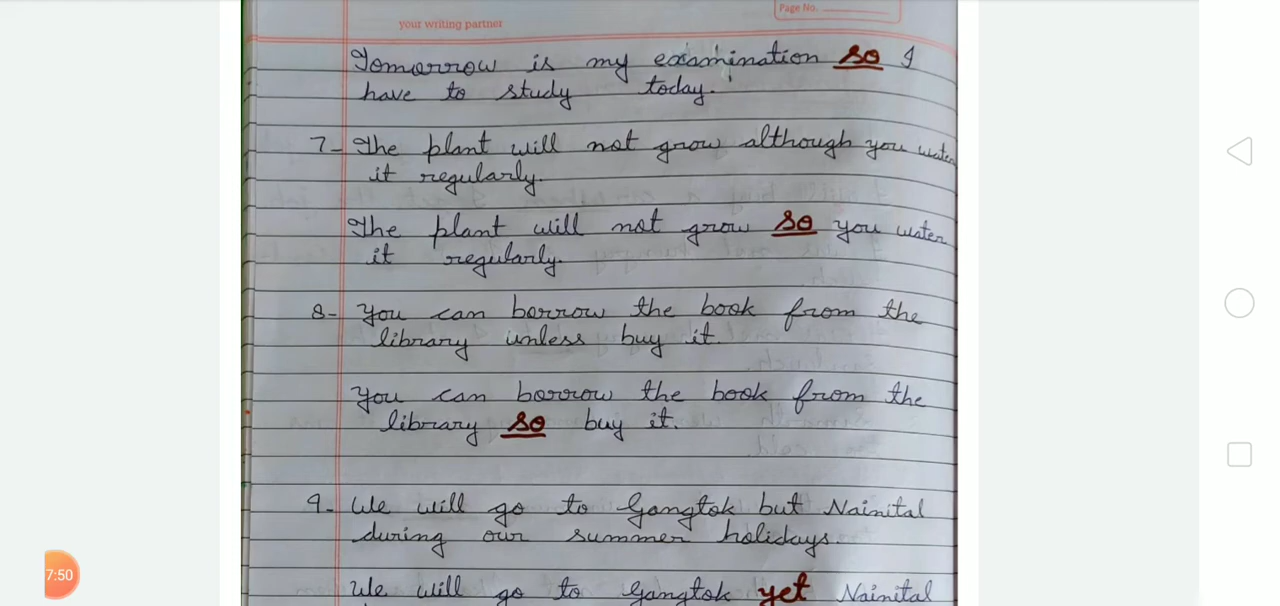 Page No.
your writing partner
Tomorrow is my examination so I
have to study today.
7- The plant will not grow although you water
it regularly.
The plant will not grow so you water
it regularly.
8- You can borrow the book from the
library unless buy it.
You can borrow the book from the
library so buy it.
9- We will go to Gangtok but Nainital
during our summer holidays.
We will go to Gangtok yet Nainital
7:50